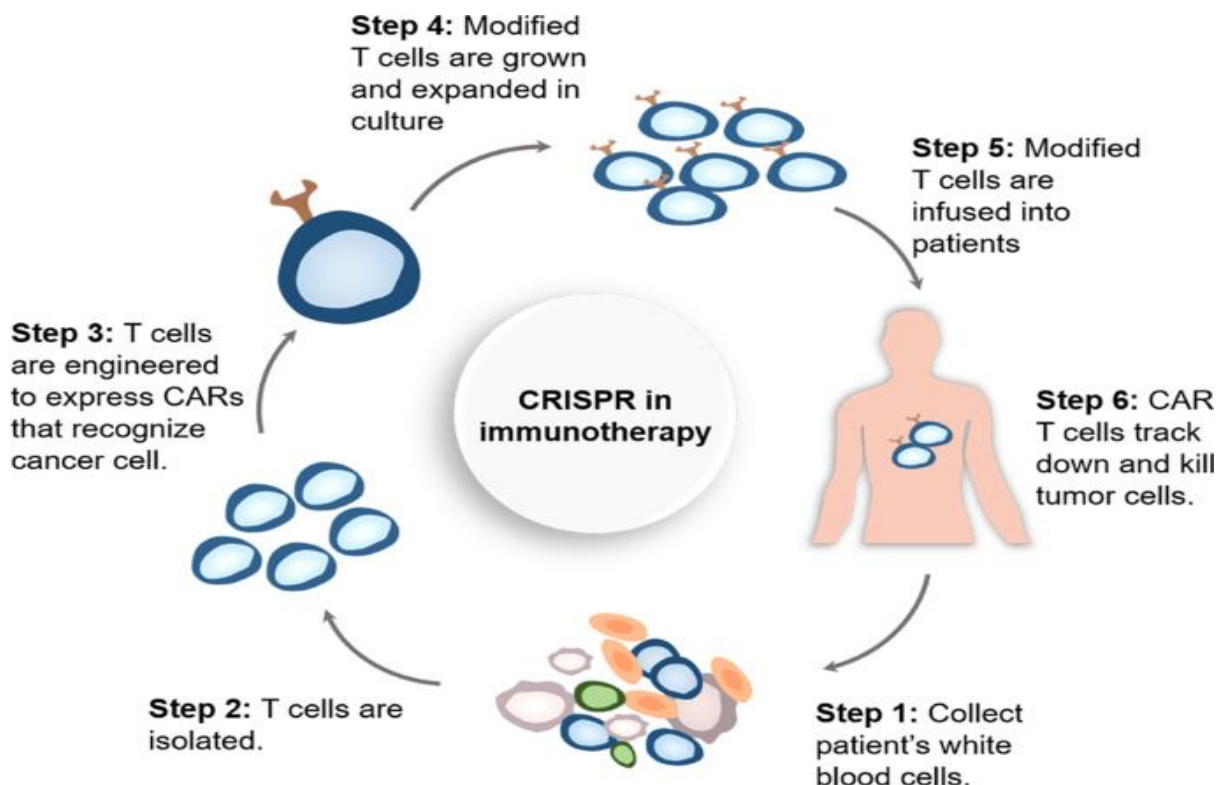 Step 4: Modified
T cells are grown
and expanded in
culture
Step 5: Modified
T cells are
infused into
patients
Step 3: T cells
are engineered
to express CARs
that recognize
cancer cell.
CRISPR in
immunotherapy
Step 6: CAR
T cells track
down and kill
tumor cells.
Step 2: T cells are
isolated.
Step 1: Collect
patient’s white
blood cells.